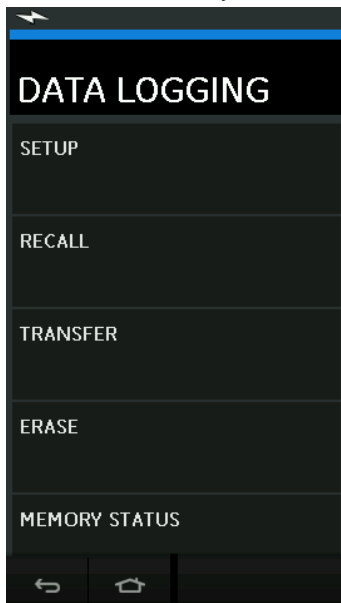 DATA LOGGING
SETUP
RECALL
TRANSFER
ERASE
MEMORY STATUS